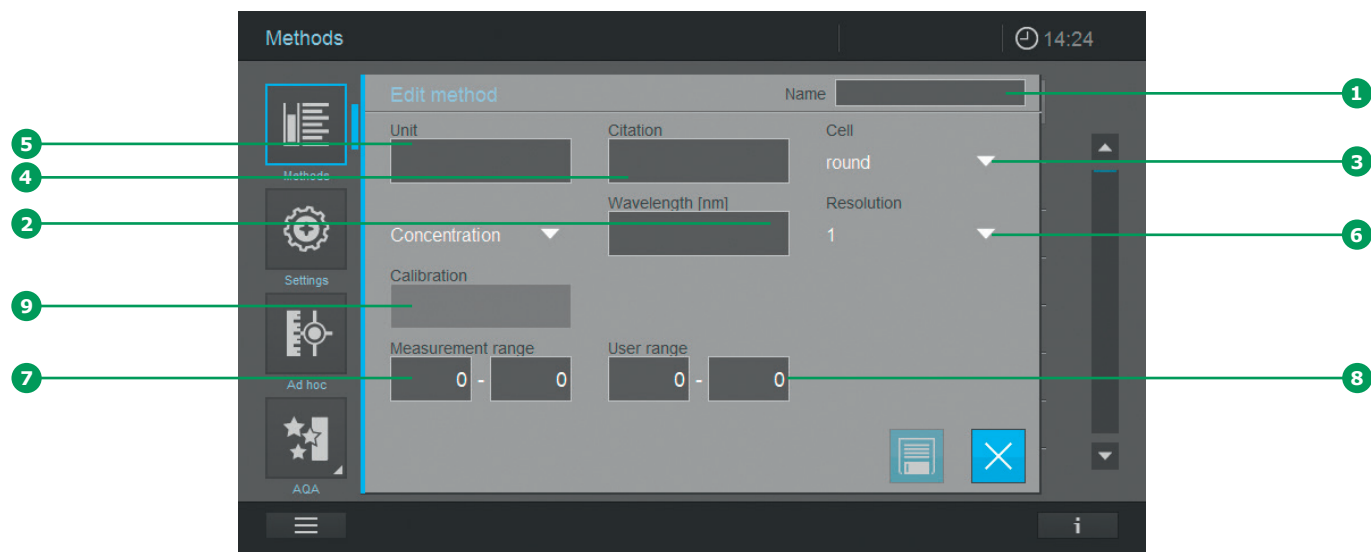 Methods 14:24
Edit method Name 1
5 Unit Citation Cell
4 round 3
Methods
2 Wavelength [nm] Resolution
Concentration 1 6
Settings
9 Calibration
Measurement range User range
7 0 - 0 0 - 0 8
Ad hoc
AQA
i